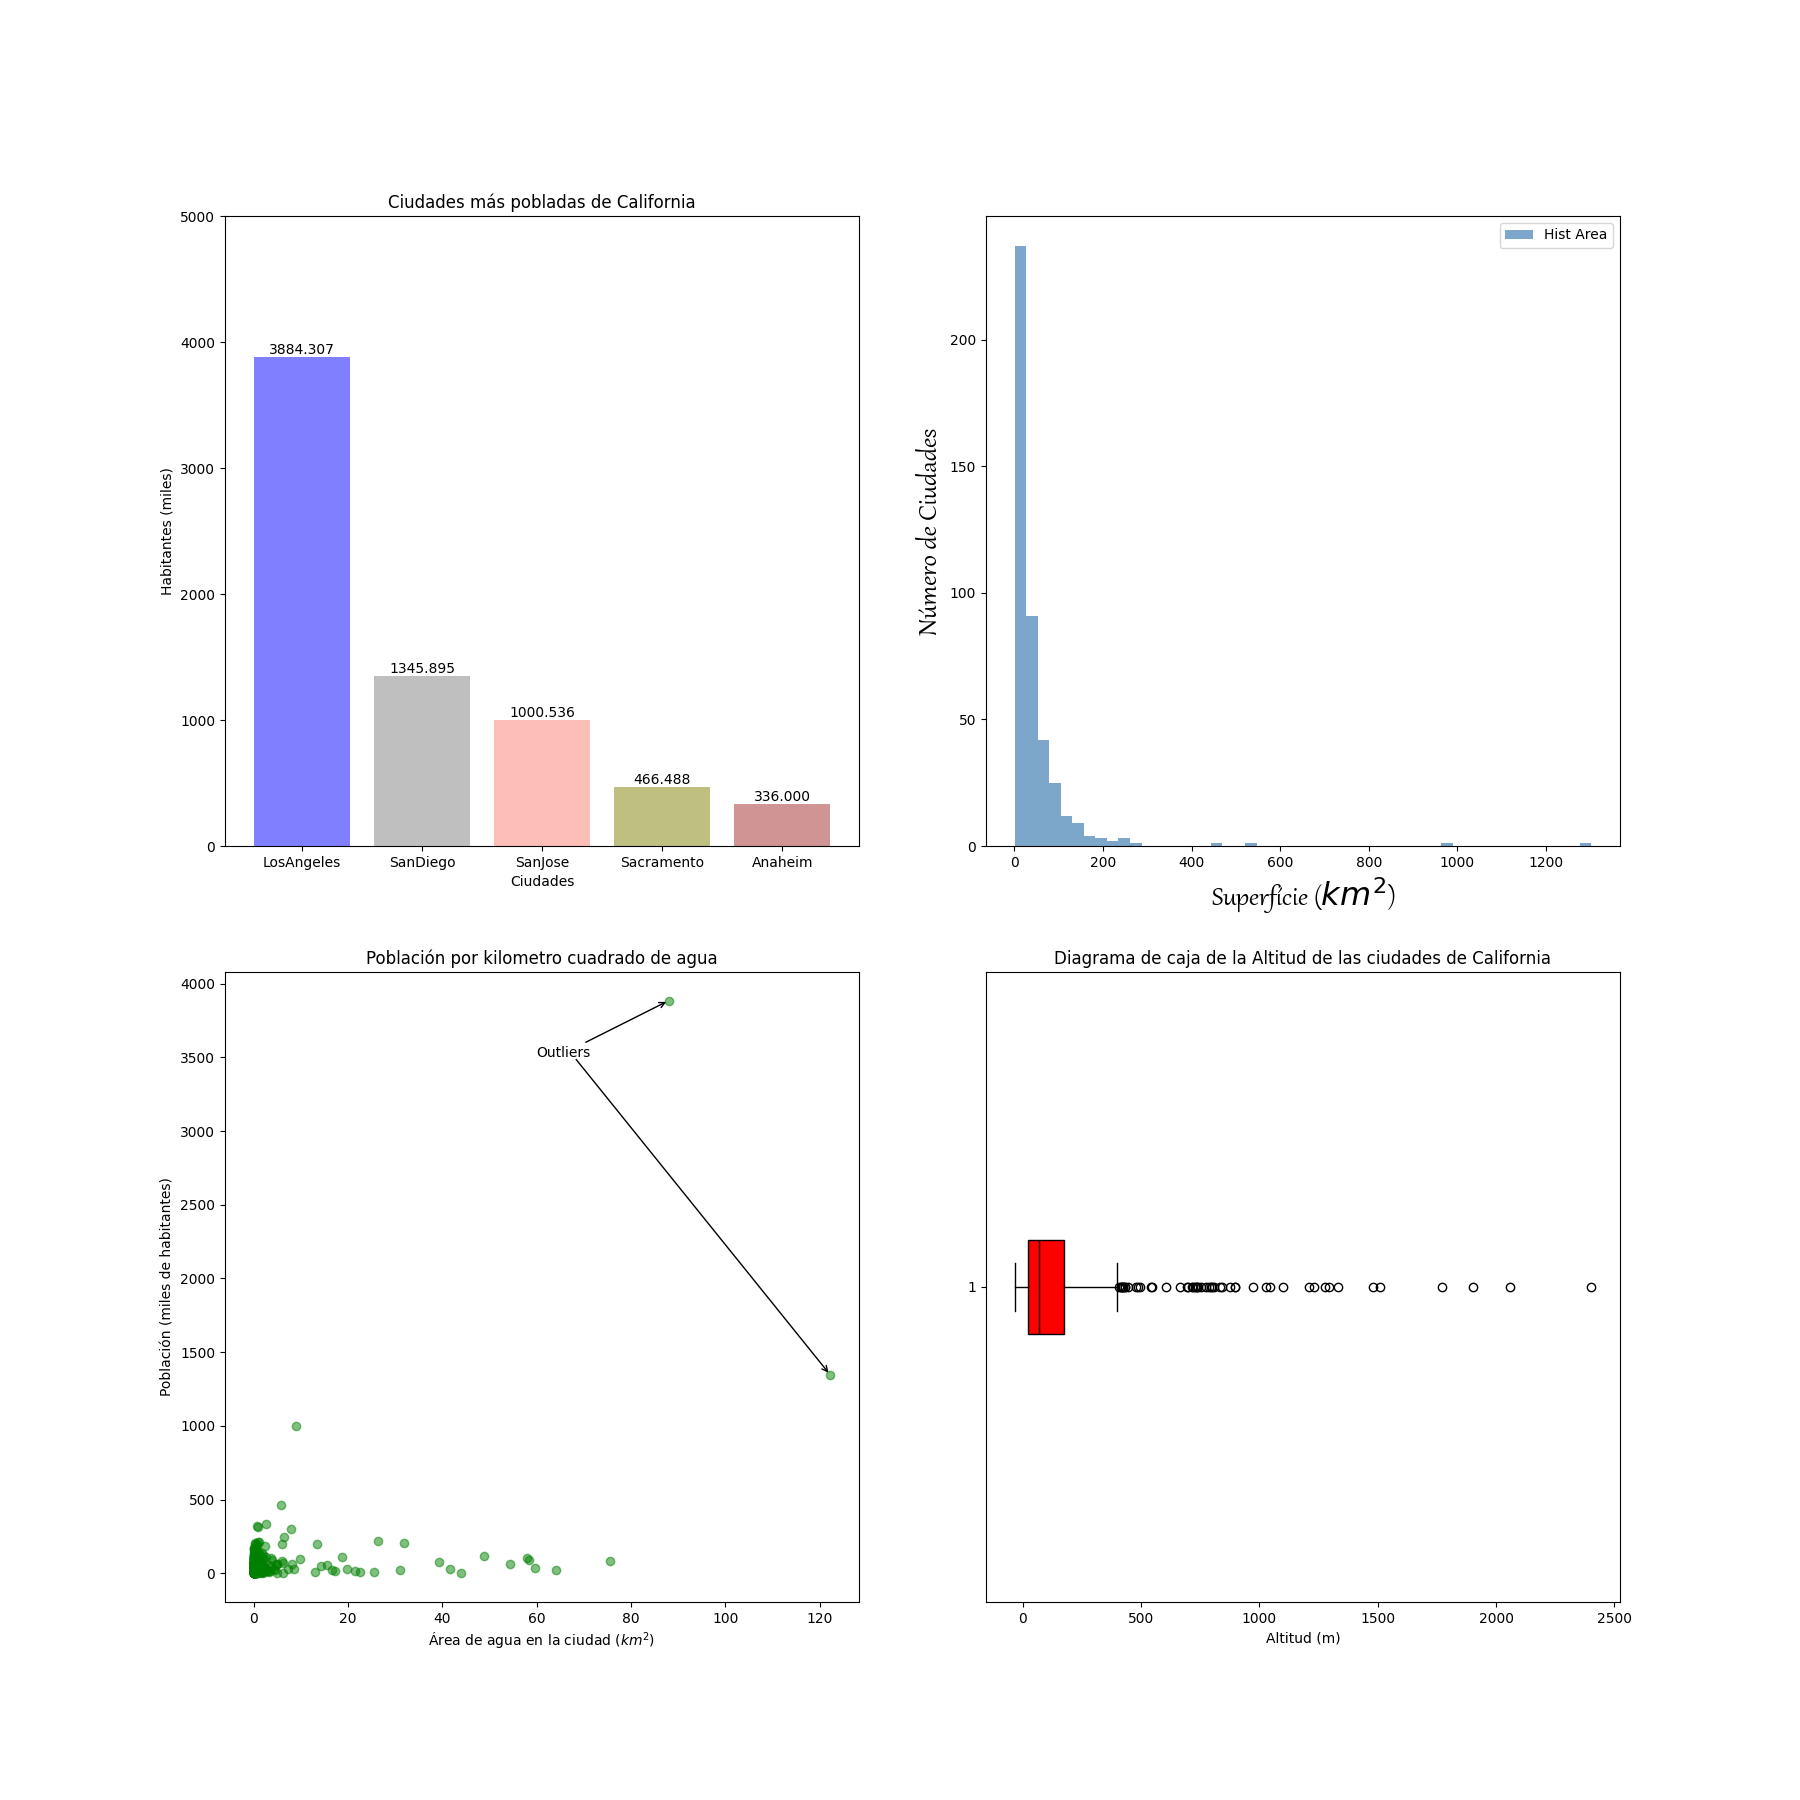 Ciudades más pobladas de California
5000
4000
3000
2000
1000
0
Habitantes (miles)
3884.307
1345.895
1000.536
466.488
336.000
LosAngeles SanDiego SanJose Sacramento Anaheim
Ciudades
Hist Area
200
150
100
50
0
Número de Ciudades
0 200 400 600 800 1000 1200
Superfície (km²)
Población por kilometro cuadrado de agua
4000
3500
3000
2500
2000
1500
1000
500
0
Población (miles de habitantes)
Outliers
0 20 40 60 80 100 120
Área de agua en la ciudad (km²)
Diagrama de caja de la Altitud de las ciudades de California
1
0 500 1000 1500 2000 2500
Altitud (m)